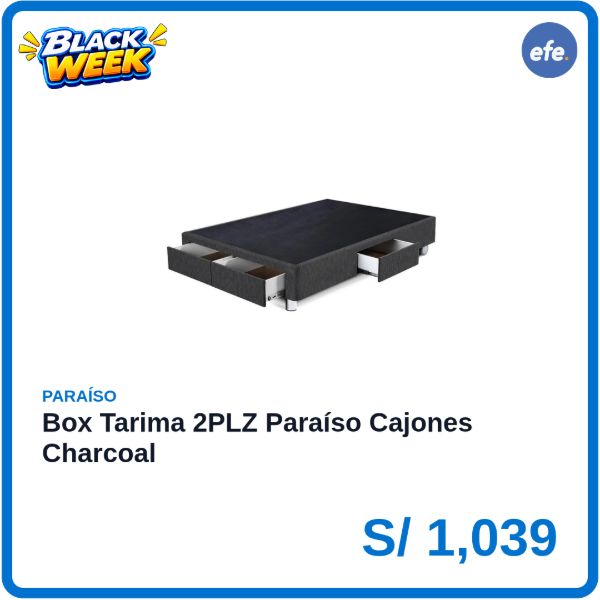 BLACK
WEEK
efe.
PARAÍSO
Box Tarima 2PLZ Paraíso Cajones
Charcoal
S/ 1,039